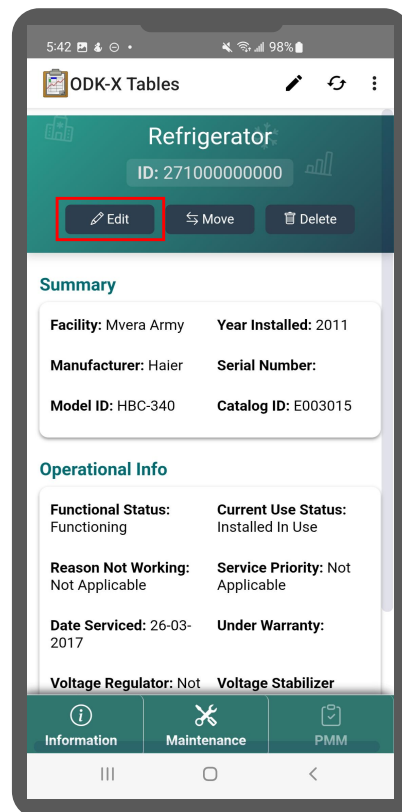 5:42 98%
ODK-X Tables
Refrigerator
ID: 271000000000
Edit Move Delete
Summary
Facility: Mvera Army Year Installed: 2011
Manufacturer: Haier Serial Number:
Model ID: HBC-340 Catalog ID: E003015
Operational Info
Functional Status: Current Use Status:
Functioning Installed In Use
Reason Not Working: Service Priority: Not
Not Applicable Applicable
Date Serviced: 26-03- Under Warranty:
2017
Voltage Regulator: Not Voltage Stabilizer
Information Maintenance PMM